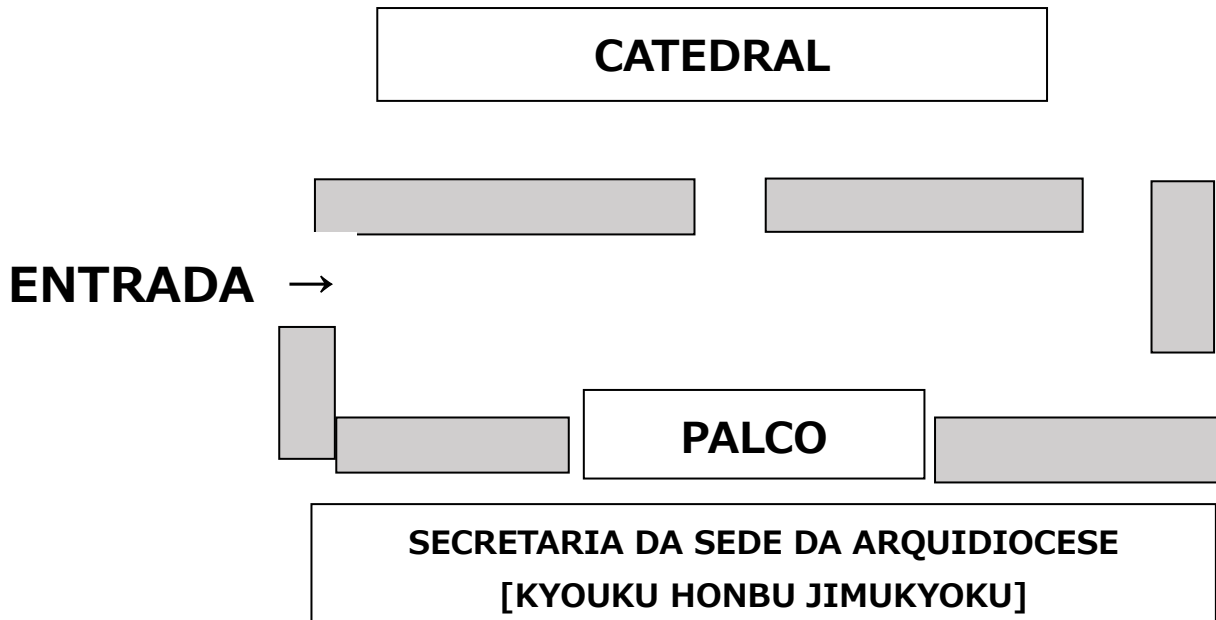 CATEDRAL
ENTRADA →
PALCO
SECRETARIA DA SEDE DA ARQUIDIOCESE
[KYOUKU HONBU JIMUKYOKU]